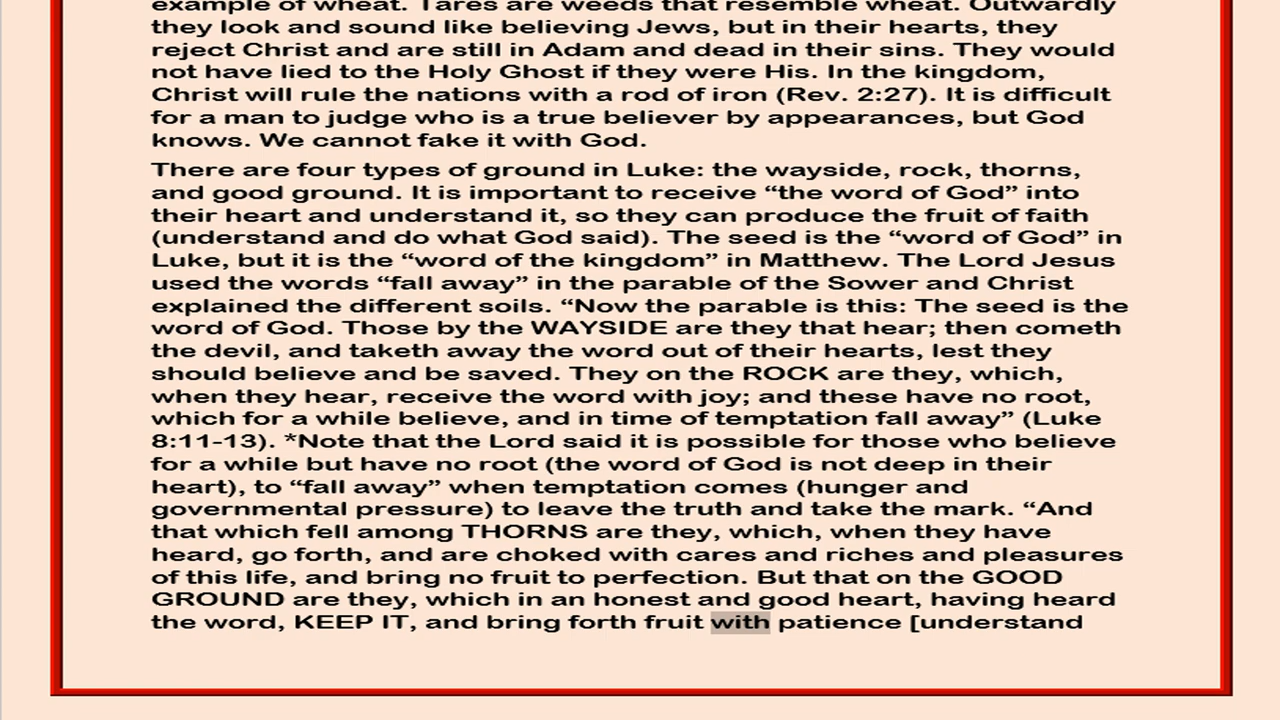 example of wheat. Tares are weeds that resemble wheat. Outwardly
they look and sound like believing Jews, but in their hearts, they
reject Christ and are still in Adam and dead in their sins. They would
not have lied to the Holy Ghost if they were His. In the kingdom,
Christ will rule the nations with a rod of iron (Rev. 2:27). It is difficult
for a man to judge who is a true believer by appearances, but God
knows. We cannot fake it with God.
There are four types of ground in Luke: the wayside, rock, thorns,
and good ground. It is important to receive “the word of God” into
their heart and understand it, so they can produce the fruit of faith
(understand and do what God said). The seed is the “word of God” in
Luke, but it is the “word of the kingdom” in Matthew. The Lord Jesus
used the words “fall away” in the parable of the Sower and Christ
explained the different soils. “Now the parable is this: The seed is the
word of God. Those by the WAYSIDE are they that hear; then cometh
the devil, and taketh away the word out of their hearts, lest they
should believe and be saved. They on the ROCK are they, which,
when they hear, receive the word with joy; and these have no root,
which for a while believe, and in time of temptation fall away” (Luke
8:11-13). *Note that the Lord said it is possible for those who believe
for a while but have no root (the word of God is not deep in their
heart), to “fall away” when temptation comes (hunger and
governmental pressure) to leave the truth and take the mark. “And
that which fell among THORNS are they, which, when they have
heard, go forth, and are choked with cares and riches and pleasures
of this life, and bring no fruit to perfection. But that on the GOOD
GROUND are they, which in an honest and good heart, having heard
the word, KEEP IT, and bring forth fruit with patience [understand